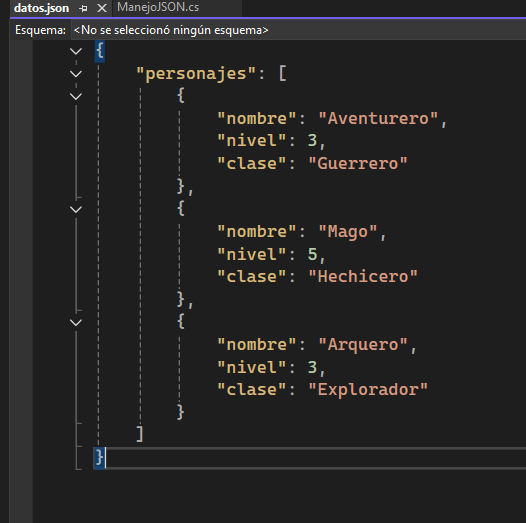 datos.json ManejoJSON.cs
Esquema: <No se seleccionó ningún esquema>
{
"personajes": [
{
"nombre": "Aventurero",
"nivel": 3,
"clase": "Guerrero"
},
{
"nombre": "Mago",
"nivel": 5,
"clase": "Hechicero"
},
{
"nombre": "Arquero",
"nivel": 3,
"clase": "Explorador"
}
]
}